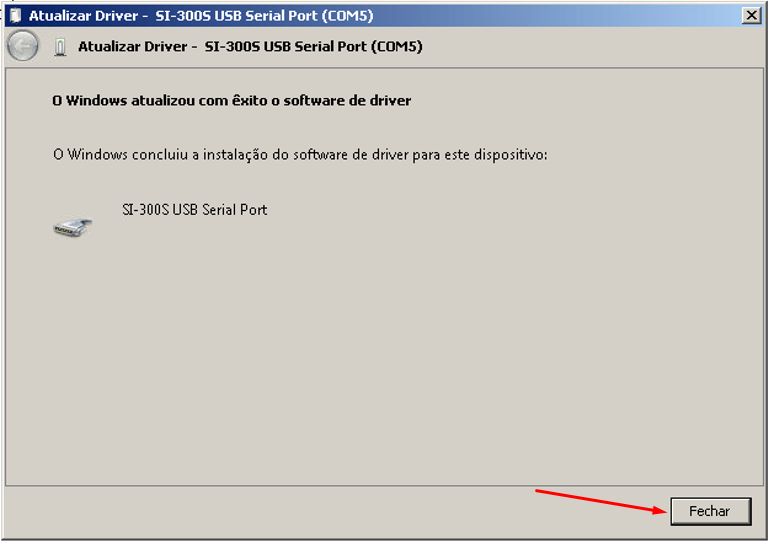 Atualizar Driver -  SI-300S USB Serial Port (COM5)
Atualizar Driver -  SI-300S USB Serial Port (COM5)
O Windows atualizou com êxito o software de driver
O Windows concluiu a instalação do software de driver para este dispositivo:
SI-300S USB Serial Port
Fechar